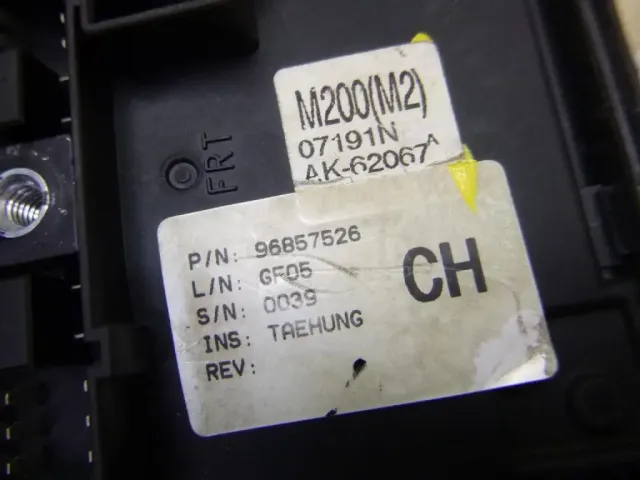 M200(M2)
07191N
AK-62067A
FRT
P/N: 96857526
L/N: GF05
S/N: 0039
INS: TAEHUNG
REV:
CH